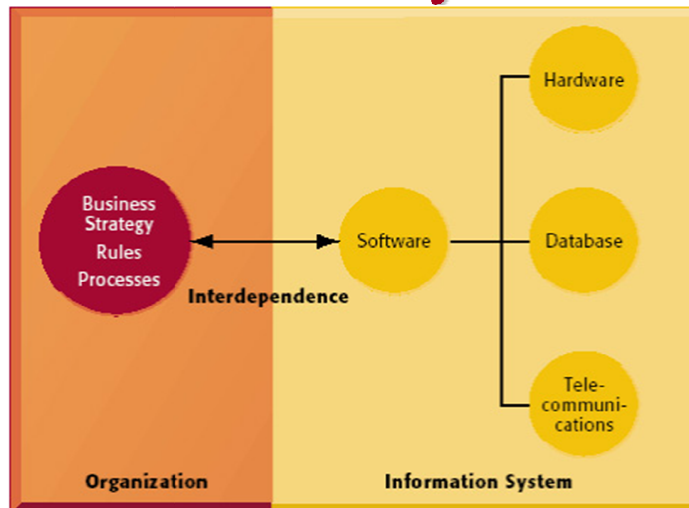 Business
Strategy
Rules
Processes
Interdependence
Software
Hardware
Database
Tele-
communi-
cations
Organization
Information System